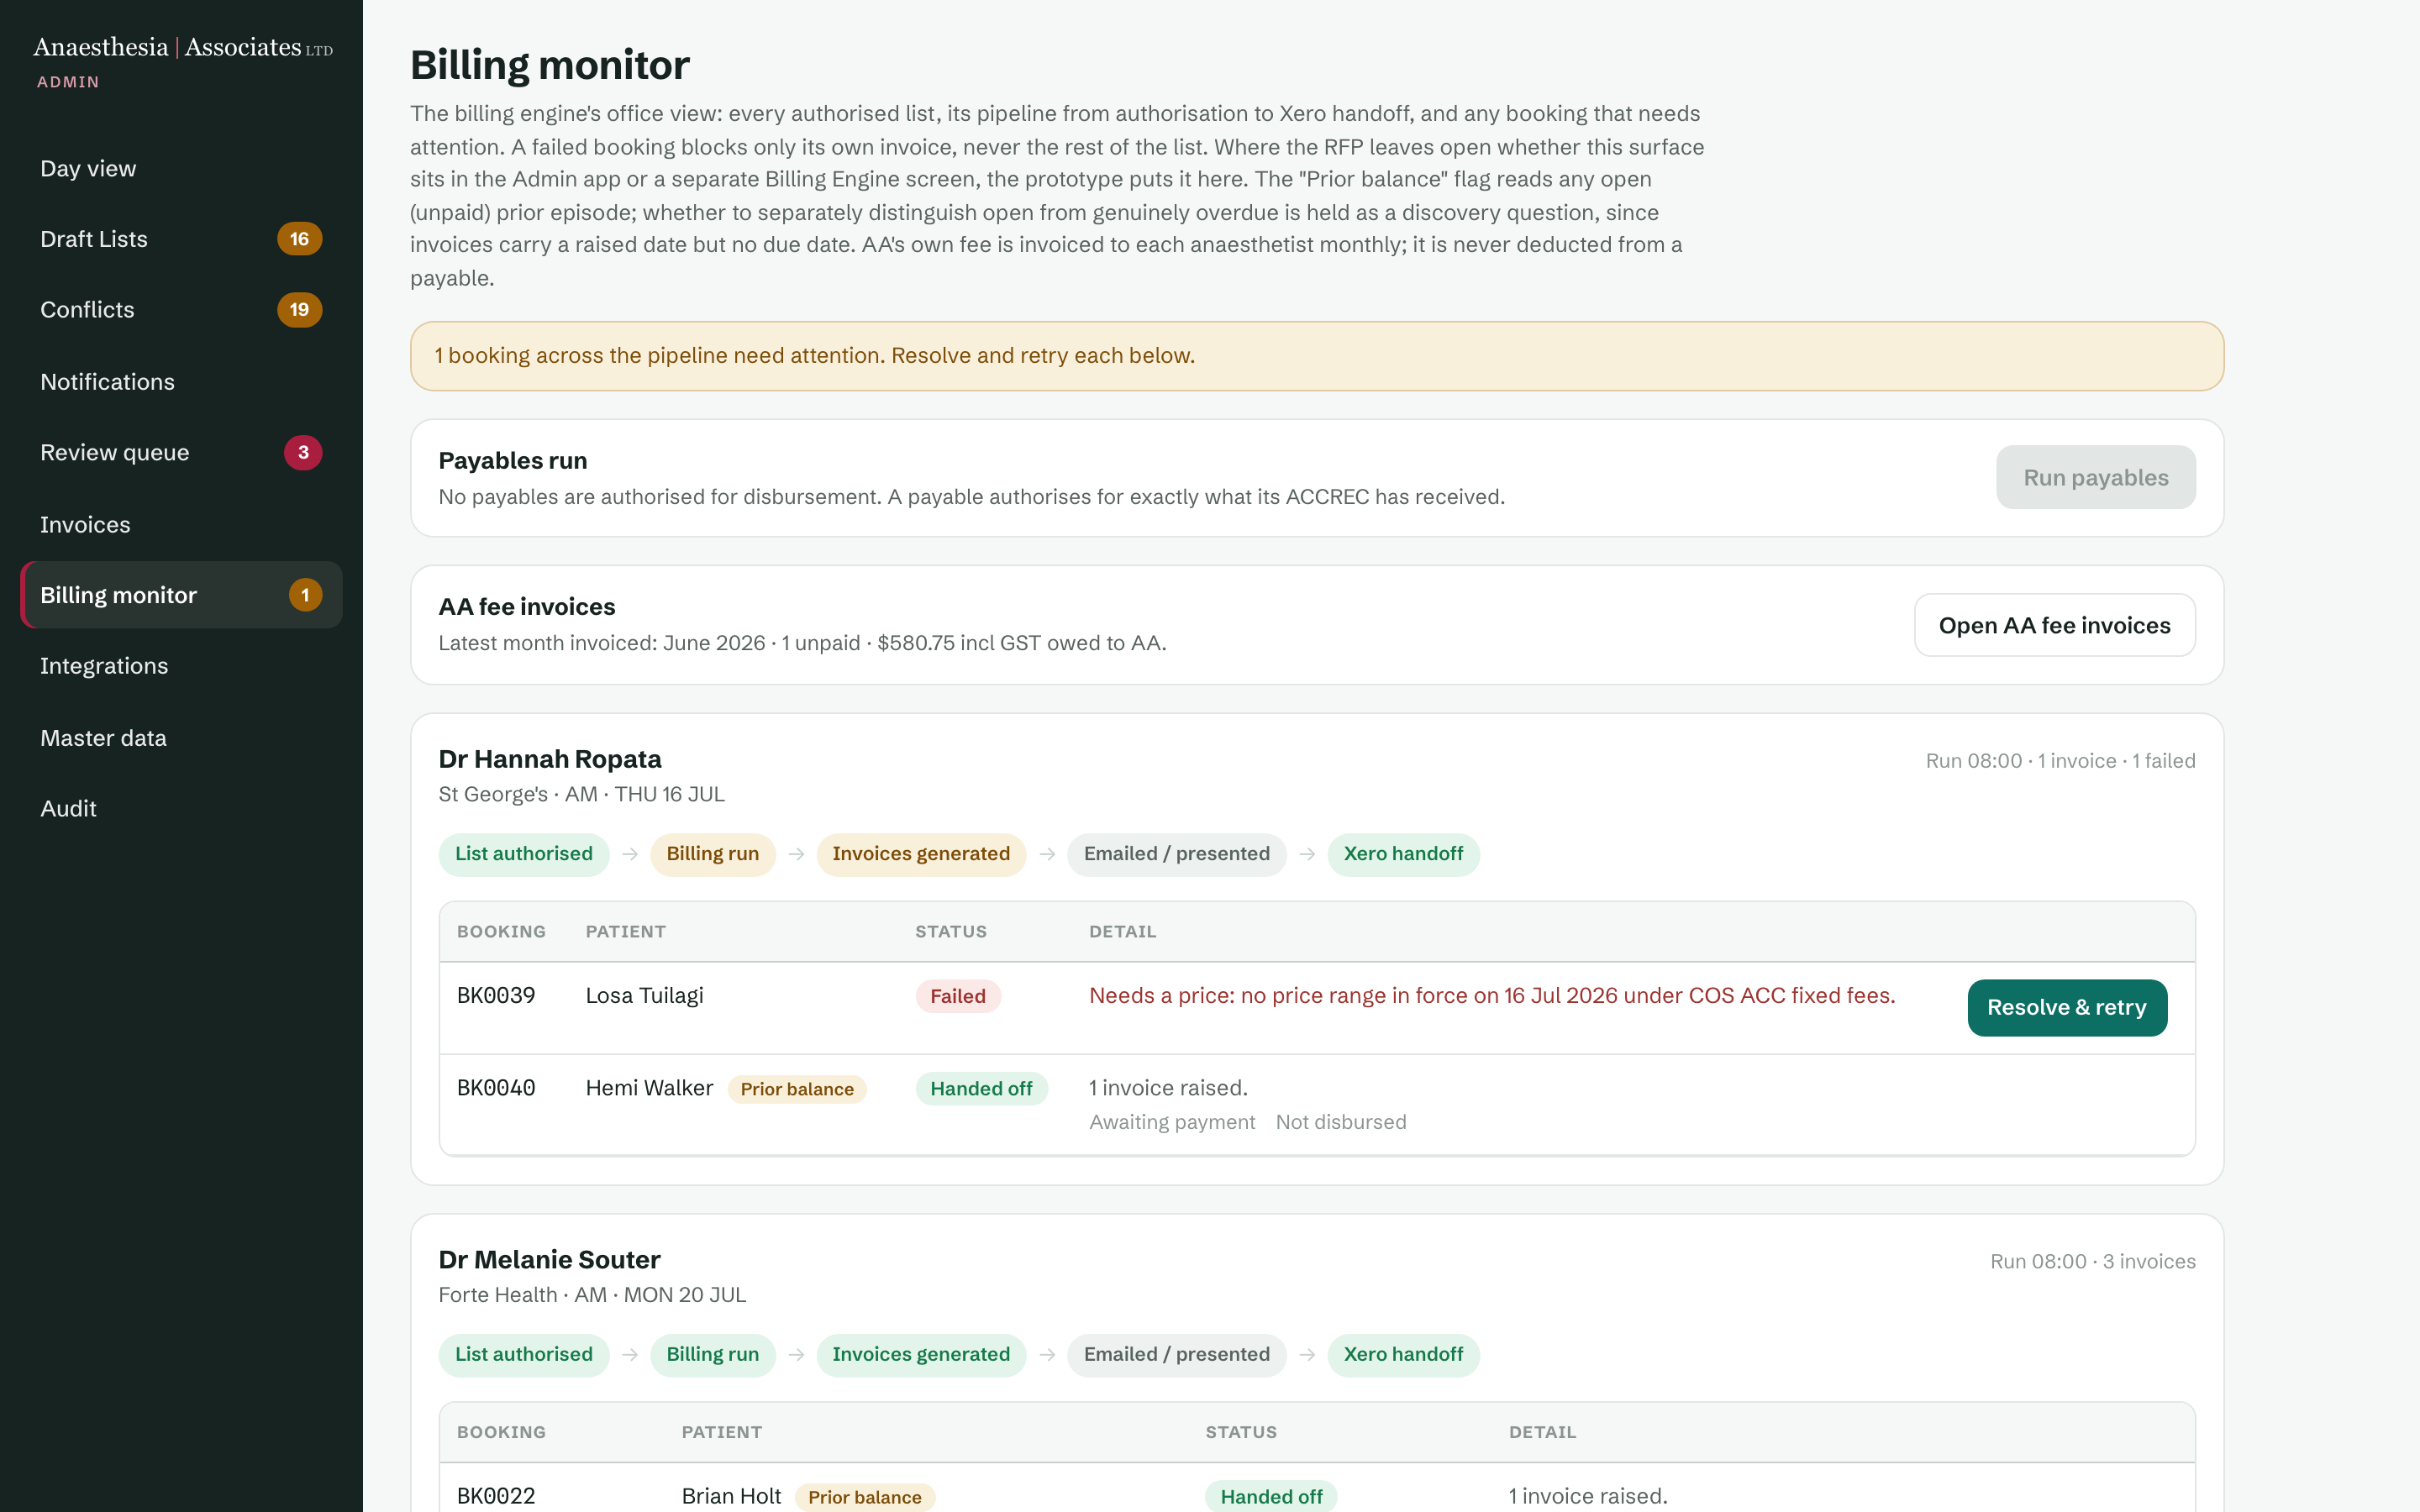 Anaesthesia | Associates LTD
ADMIN
Day view
Draft Lists 16
Conflicts 19
Notifications
Review queue 3
Invoices
Billing monitor 1
Integrations
Master data
Audit
Billing monitor
The billing engine's office view: every authorised list, its pipeline from authorisation to Xero handoff, and any booking that needs
attention. A failed booking blocks only its own invoice, never the rest of the list. Where the RFP leaves open whether this surface
sits in the Admin app or a separate Billing Engine screen, the prototype puts it here. The "Prior balance" flag reads any open
(unpaid) prior episode; whether to separately distinguish open from genuinely overdue is held as a discovery question, since
invoices carry a raised date but no due date. AA's own fee is invoiced to each anaesthetist monthly; it is never deducted from a
payable.
1 booking across the pipeline need attention. Resolve and retry each below.
Payables run
No payables are authorised for disbursement. A payable authorises for exactly what its ACCREC has received.
Run payables
AA fee invoices
Latest month invoiced: June 2026 · 1 unpaid · $580.75 incl GST owed to AA.
Open AA fee invoices
Dr Hannah Ropata
Run 08:00 · 1 invoice · 1 failed
St George's · AM · THU 16 JUL
List authorised → Billing run → Invoices generated → Emailed / presented → Xero handoff
BOOKING PATIENT STATUS DETAIL
BK0039 Losa Tuilagi Failed Needs a price: no price range in force on 16 Jul 2026 under COS ACC fixed fees. Resolve & retry
BK0040 Hemi Walker Prior balance Handed off 1 invoice raised.
Awaiting payment Not disbursed
Dr Melanie Souter
Run 08:00 · 3 invoices
Forte Health · AM · MON 20 JUL
List authorised → Billing run → Invoices generated → Emailed / presented → Xero handoff
BOOKING PATIENT STATUS DETAIL
BK0022 Brian Holt Prior balance Handed off 1 invoice raised.